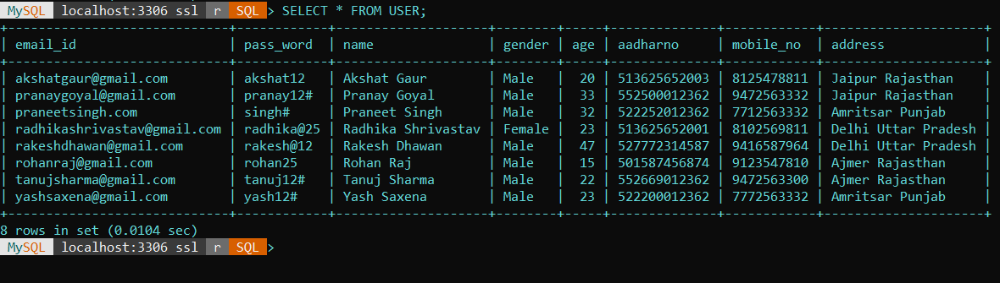 MySQL localhost:3306 ssl r SQL > SELECT * FROM USER;
+-----------------------------+------------+--------------------+--------+-----+--------------+------------+---------------------+
| email_id | pass_word | name | gender | age | aadharno | mobile_no | address |
+-----------------------------+------------+--------------------+--------+-----+--------------+------------+---------------------+
| akshatgaur@gmail.com | akshat12 | Akshat Gaur | Male | 20 | 513625652003 | 8125478811 | Jaipur Rajasthan |
| pranaygoyal@gmail.com | pranay12# | Pranay Goyal | Male | 33 | 552500012362 | 9472563332 | Jaipur Rajasthan |
| praneetsingh.com | singh# | Praneet Singh | Male | 32 | 522252012362 | 7712563332 | Amritsar Punjab |
| radhikashrivastav@gmail.com | radhika@25 | Radhika Shrivastav | Female | 23 | 513625652001 | 8102569811 | Delhi Uttar Pradesh |
| rakeshdhawan@gmail.com | rakesh@12 | Rakesh Dhawan | Male | 47 | 527772314587 | 9416587964 | Delhi Uttar Pradesh |
| rohanraj@gmail.com | rohan25 | Rohan Raj | Male | 15 | 501587456874 | 9123547810 | Ajmer Rajasthan |
| tanujsharma@gmail.com | tanuj12# | Tanuj Sharma | Male | 22 | 552669012362 | 9472563300 | Ajmer Rajasthan |
| yashsaxena@gmail.com | yash12# | Yash Saxena | Male | 23 | 522200012362 | 7772563332 | Amritsar Punjab |
+-----------------------------+------------+--------------------+--------+-----+--------------+------------+---------------------+
8 rows in set (0.0104 sec)
MySQL localhost:3306 ssl r SQL >